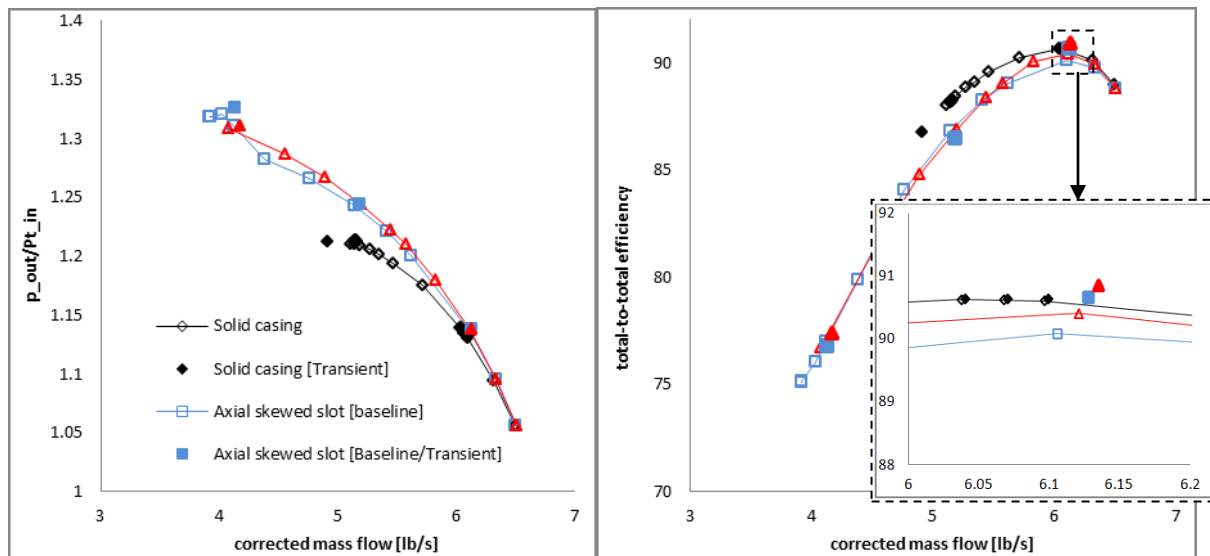 1.4
1.35
1.3
1.25
1.2
1.15
1.1
1.05
1
p_out/Pt_in
Solid casing
Solid casing [Transient]
Axial skewed slot [baseline]
Axial skewed slot [Baseline/Transient]
3 4 5 6 7
corrected mass flow [lb/s]
90
85
80
75
70
total-to-total efficiency
92
91
90
89
88
6 6.05 6.1 6.15 6.2
3 4 5 6 7
corrected mass flow [lb/s]